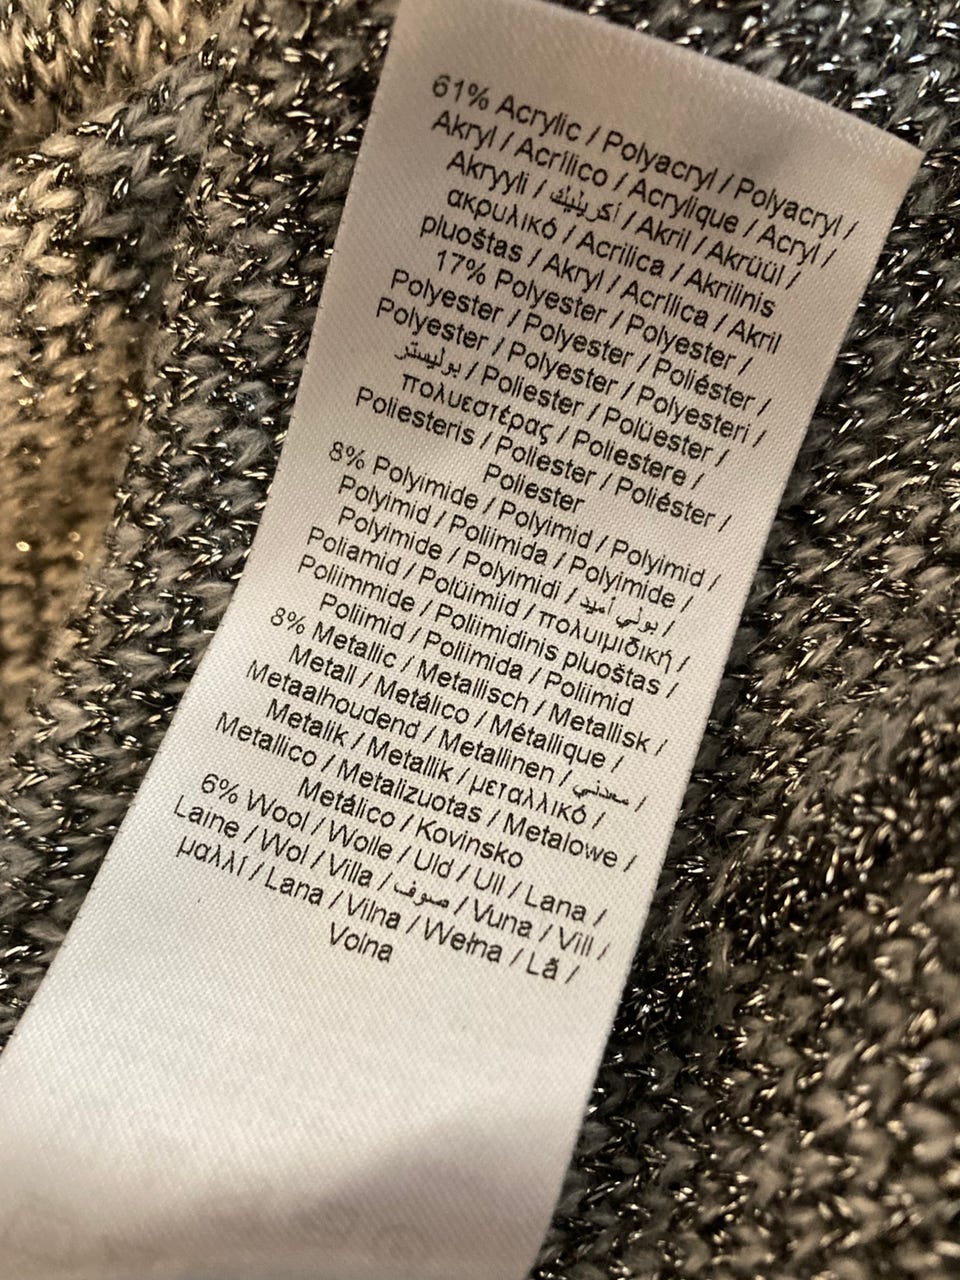 61% Acrylic / Polyacryl / Polyacryl /
Akryl / Acrílico / Acrylique / Acryl /
Akryyli / أكريليك / Akril / Akrüül /
ακρυλικό / Acrilica / Akrilinis
pluoštas / Akryl / Acrílica / Akril
17% Polyester / Polyester /
Polyester / Polyester / Poliéster /
Polyester / Polyester / Polyesteri /
بوليستر / Poliester / Polüester /
πολυεστέρας / Poliestere /
Poliesteris / Poliester / Poliéster /
Poliester
8% Polyimide / Polyimid / Polyimid /
Polyimid / Poliimida / Polyimide /
Polyimide / Polyimidi / بولي أميد /
Poliamid / Polüimiid / πολυιμιδική /
Poliimmide / Poliimidinis pluoštas /
Poliimid / Poliimida / Poliimid
8% Metallic / Metallisch / Metallisk /
Metall / Metálico / Métallique /
Metaalhoudend / Metallinen / معدني /
Metalik / Metallik / μεταλλικό /
Metallico / Metalizuotas / Metalowe /
Metálico / Kovinsko
6% Wool / Wolle / Uld / Ull / Lana /
Laine / Wol / Villa / صوف / Vuna / Vill /
μαλλί / Lana / Vilna / Wełna / Lã /
Volna